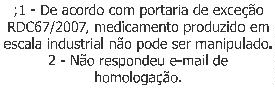 ;1 - De acordo com portaria de exceção
RDC67/2007, medicamento produzido em
escala industrial não pode ser manipulado.
2 - Não respondeu e-mail de
homologação.